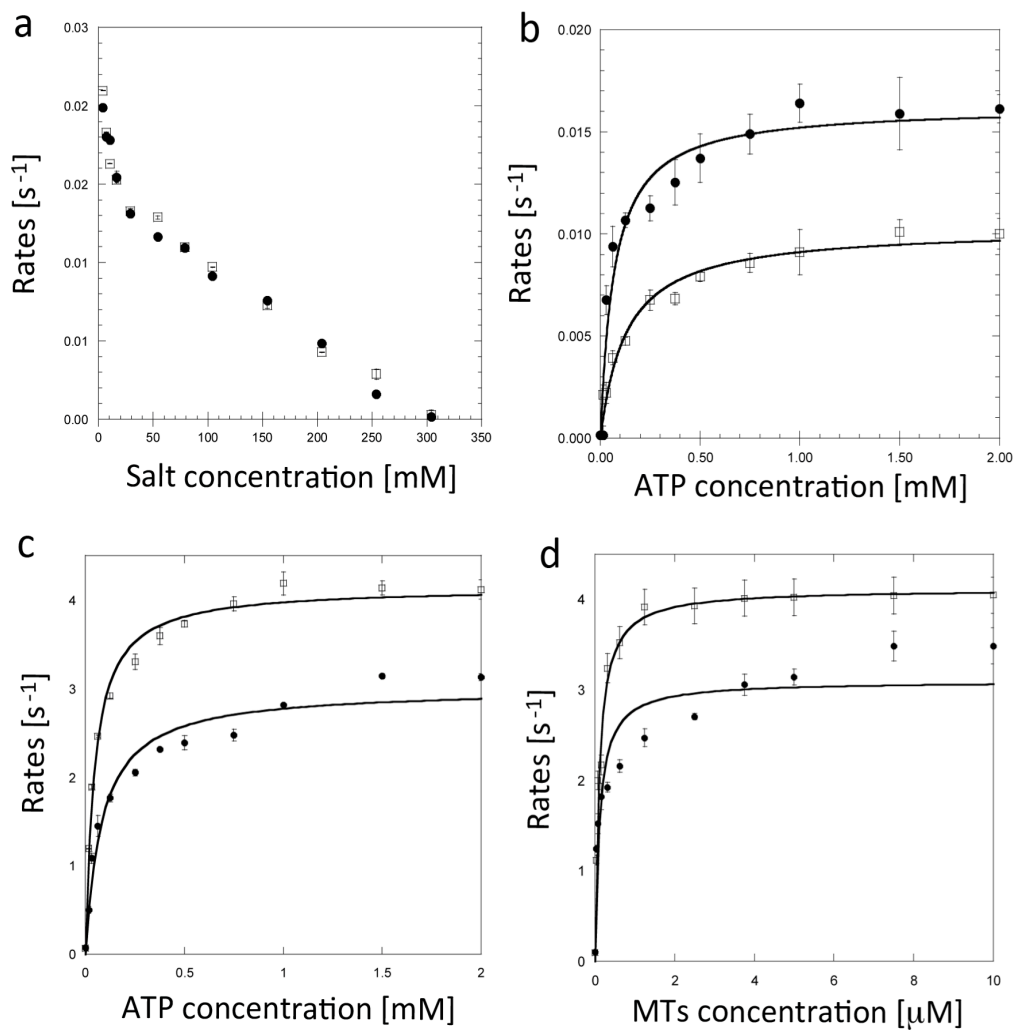 a
Rates [s-1]
0.03
0.02
0.02
0.01
0.01
0.00
0 50 100 150 200 250 300 350
Salt concentration [mM]
b
Rates [s-1]
0.020
0.015
0.010
0.005
0.000
0.00 0.50 1.00 1.50 2.00
ATP concentration [mM]
c
Rates [s-1]
4
3
2
1
0
0 0.5 1 1.5 2
ATP concentration [mM]
d
Rates [s-1]
4
3
2
1
0
0 2 4 6 8 10
MTs concentration [μM]